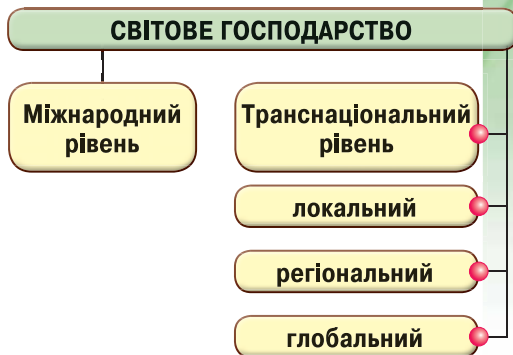 СВІТОВЕ ГОСПОДАРСТВО
Міжнародний
рівень
Транснаціональний
рівень
локальний
регіональний
глобальний